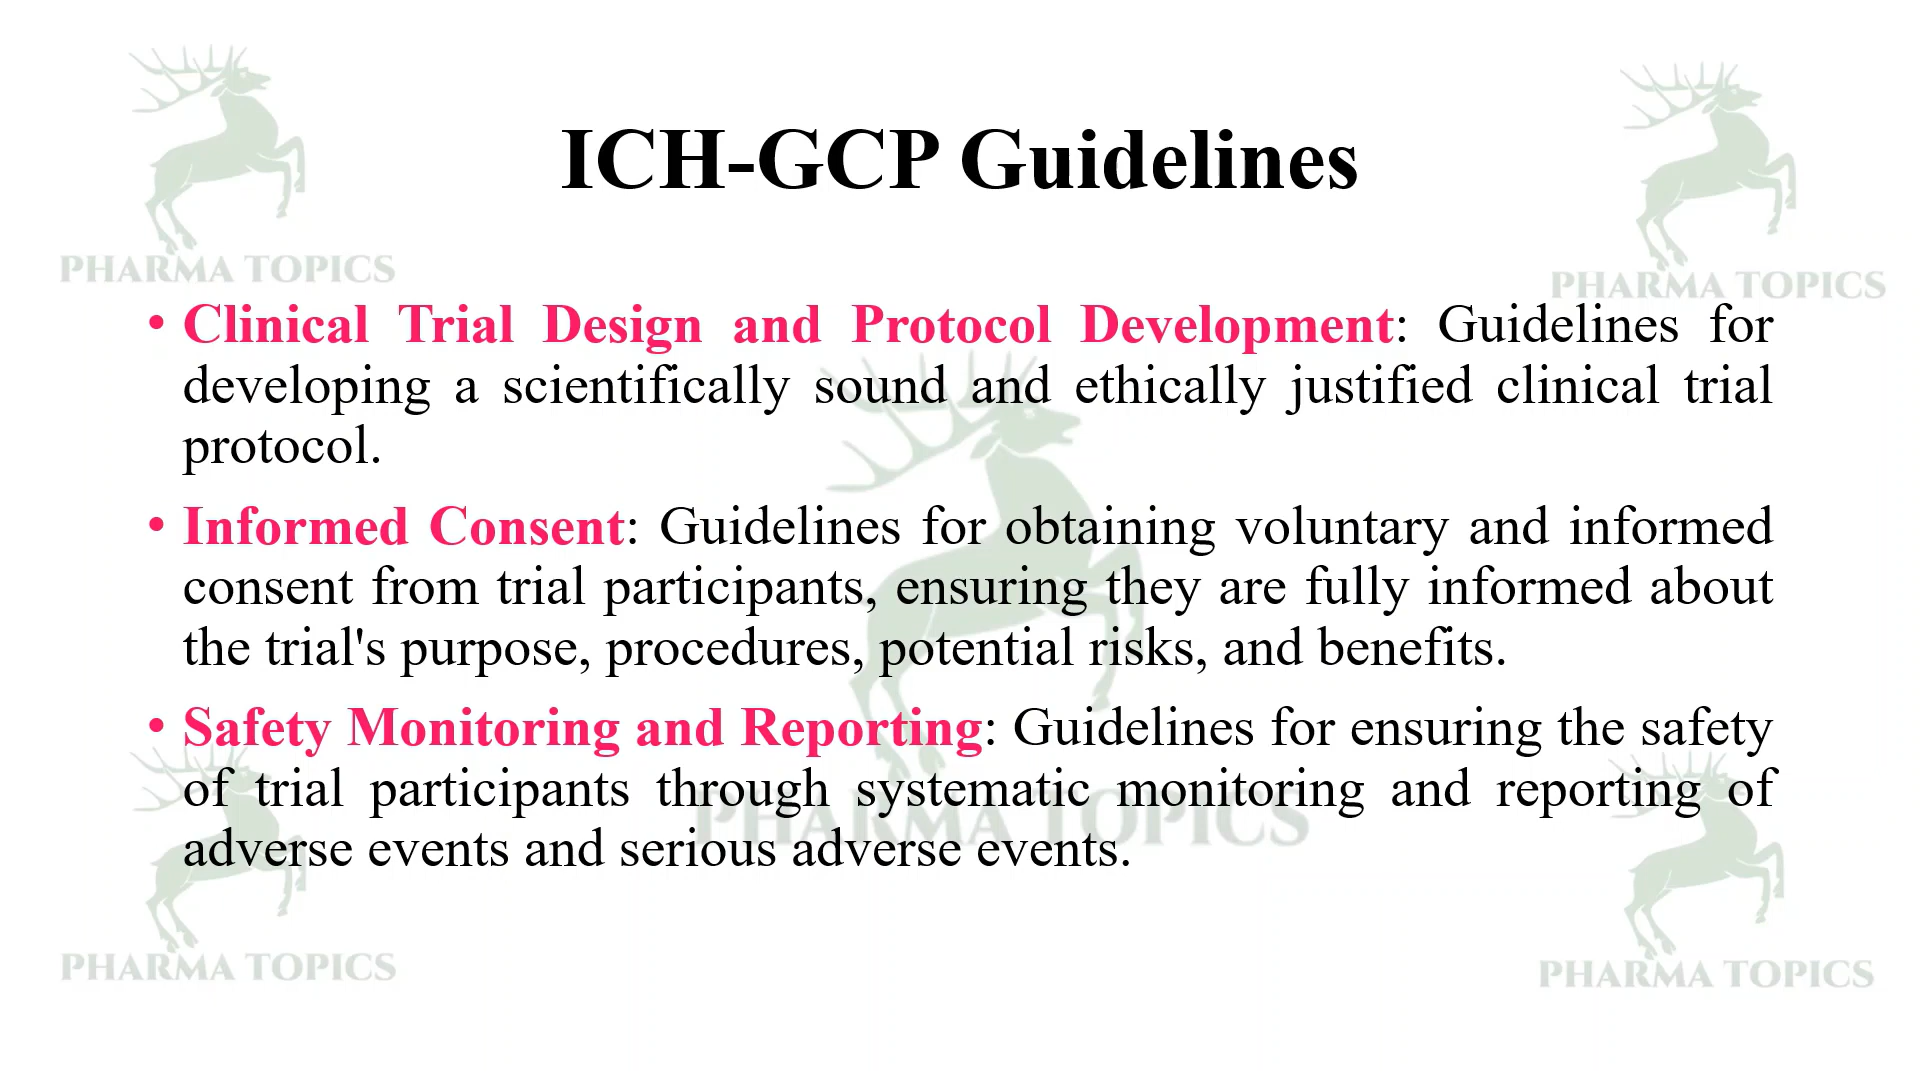 ICH-GCP Guidelines
PHARMA TOPICS
PHARMA TOPICS
• Clinical Trial Design and Protocol Development: Guidelines for
developing a scientifically sound and ethically justified clinical trial
protocol.
• Informed Consent: Guidelines for obtaining voluntary and informed
consent from trial participants, ensuring they are fully informed about
the trial's purpose, procedures, potential risks, and benefits.
• Safety Monitoring and Reporting: Guidelines for ensuring the safety
of trial participants through systematic monitoring and reporting of
PHARMA TOPICS
adverse events and serious adverse events.
PHARMA TOPICS
PHARMA TOPICS